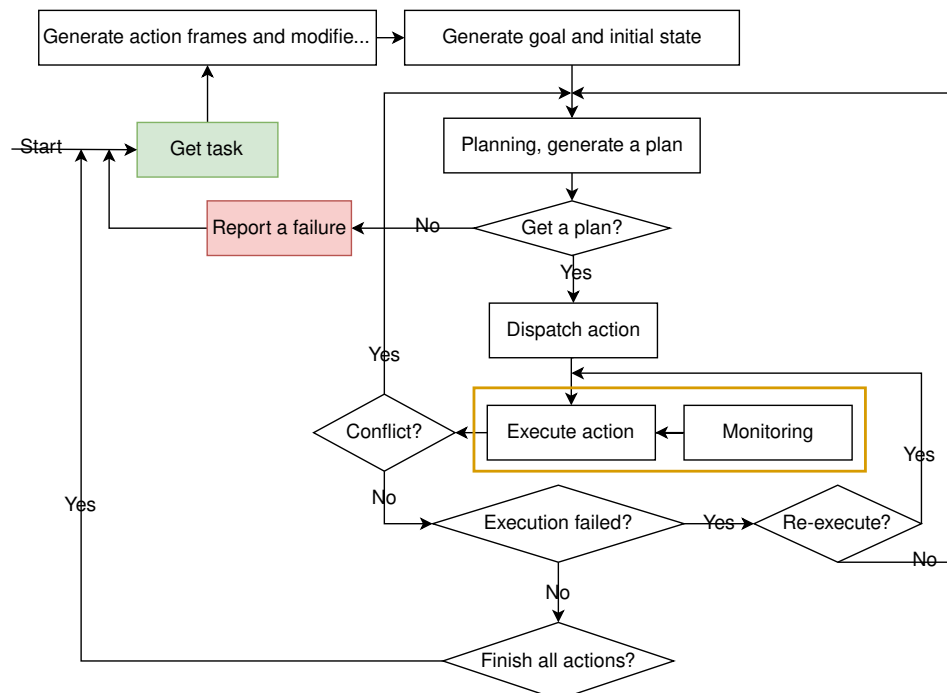 Generate action frames and modifie...
Generate goal and initial state
Start
Get task
Planning, generate a plan
Report a failure
No
Get a plan?
Yes
Dispatch action
Yes
Conflict?
Execute action
Monitoring
Yes
No
Execution failed?
Yes
Re-execute?
Yes
No
No
Finish all actions?